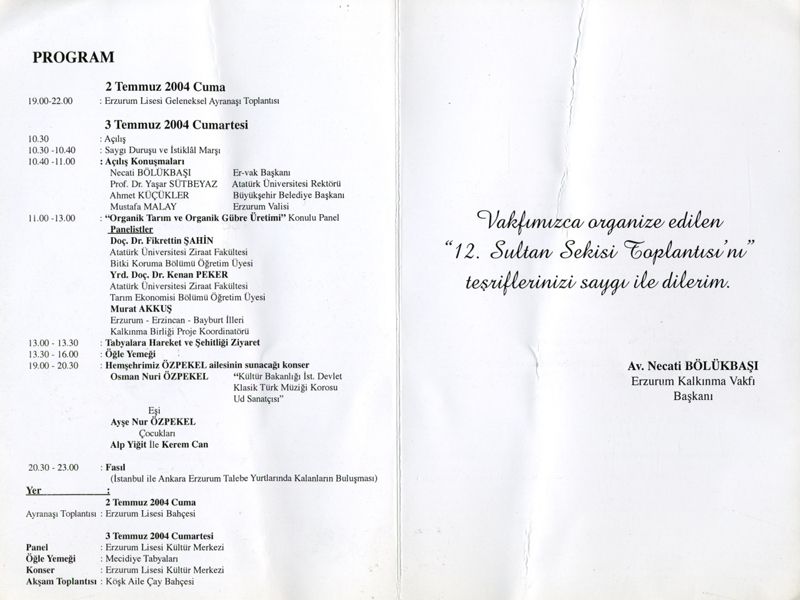 PROGRAM
2 Temmuz 2004 Cuma
19.00-22.00 : Erzurum Lisesi Geleneksel Ayranaşı Toplantısı
3 Temmuz 2004 Cumartesi
10.30 : Açılış
10.30 -10.40 : Saygı Duruşu ve İstiklâl Marşı
10.40 -11.00 : Açılış Konuşmaları
Necati BÖLÜKBAŞI Er-vak Başkanı
Prof. Dr. Yaşar SÜTBEYAZ Atatürk Üniversitesi Rektörü
Ahmet KÜÇÜKLER Büyükşehir Belediye Başkanı
Mustafa MALAY Erzurum Valisi
11.00 -13.00 : “Organik Tarım ve Organik Gübre Üretimi” Konulu Panel
Panelistler
Doç. Dr. Fikrettin ŞAHİN
Atatürk Üniversitesi Ziraat Fakültesi
Bitki Koruma Bölümü Öğretim Üyesi
Yrd. Doç. Dr. Kenan PEKER
Atatürk Üniversitesi Ziraat Fakültesi
Tarım Ekonomisi Bölümü Öğretim Üyesi
Murat AKKUŞ
Erzurum - Erzincan - Bayburt İlleri
Kalkınma Birliği Proje Koordinatörü
13.00 - 13.30 : Tabyalara Hareket ve Şehitliği Ziyaret
13.30 - 16.00 : Öğle Yemeği
19.00 - 20.30 : Hemşehrimiz ÖZPEKEL ailesinin sunacağı konser
Osman Nuri ÖZPEKEL “Kültür Bakanlığı İst. Devlet
Klasik Türk Müziği Korosu
Ud Sanatçısı”
Eşi
Ayşe Nur ÖZPEKEL
Çocukları
Alp Yiğit İle Kerem Can
20.30 - 23.00 : Fasıl
(İstanbul ile Ankara Erzurum Talebe Yurtlarında Kalanların Buluşması)
Yer :
2 Temmuz 2004 Cuma
Ayranaşı Toplantısı : Erzurum Lisesi Bahçesi
3 Temmuz 2004 Cumartesi
Panel : Erzurum Lisesi Kültür Merkezi
Öğle Yemeği : Mecidiye Tabyaları
Konser : Erzurum Lisesi Kültür Merkezi
Akşam Toplantısı : Köşk Aile Çay Bahçesi
Vakfımızca organize edilen
“12. Sultan Sekisi Toplantısı'nı”
teşriflerinizi saygı ile dilerim.
Av. Necati BÖLÜKBAŞI
Erzurum Kalkınma Vakfı
Başkanı